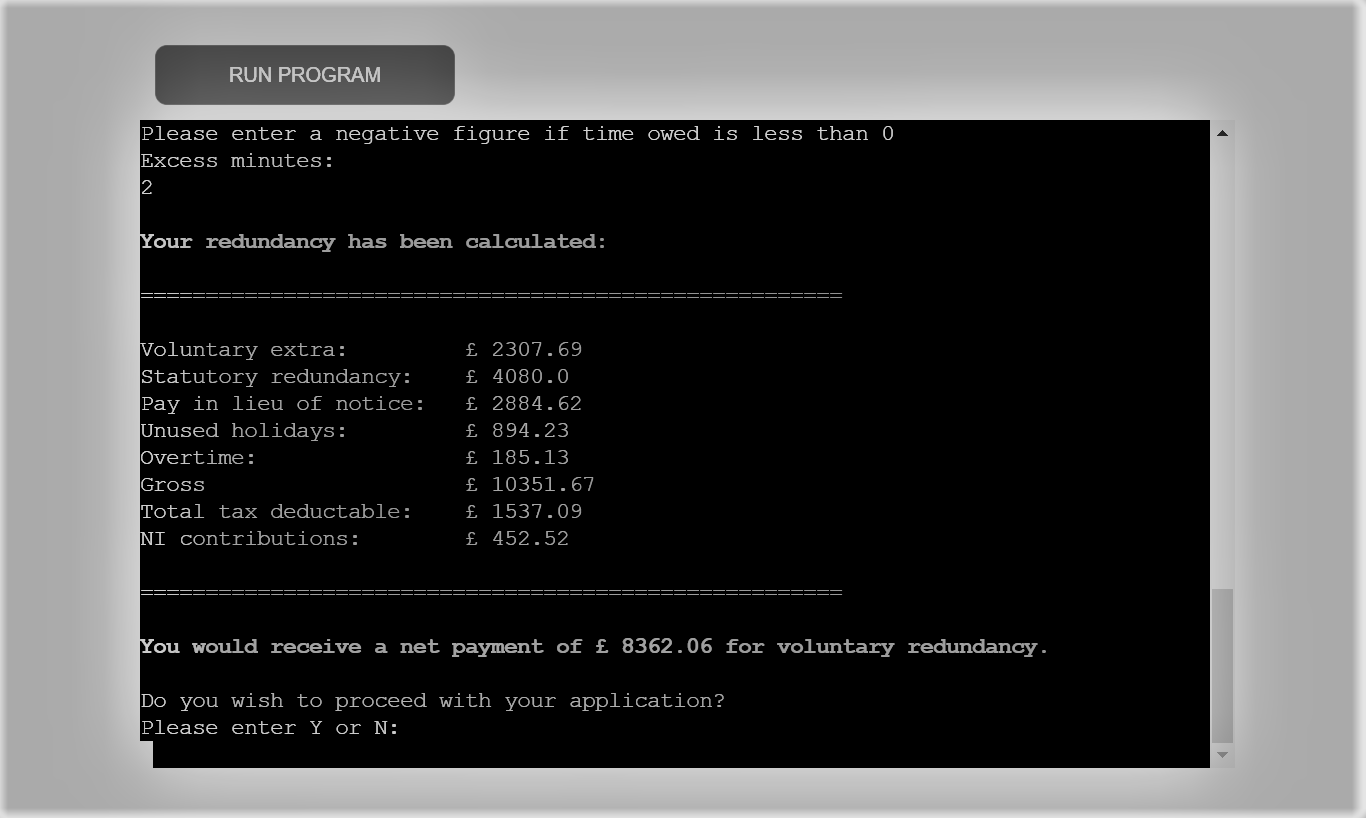 RUN PROGRAM
Please enter a negative figure if time owed is less than 0
Excess minutes:
2
Your redundancy has been calculated:
======================================================
Voluntary extra: £ 2307.69
Statutory redundancy: £ 4080.0
Pay in lieu of notice: £ 2884.62
Unused holidays: £ 894.23
Overtime: £ 185.13
Gross £ 10351.67
Total tax deductable: £ 1537.09
NI contributions: £ 452.52
======================================================
You would receive a net payment of £ 8362.06 for voluntary redundancy.
Do you wish to proceed with your application?
Please enter Y or N: